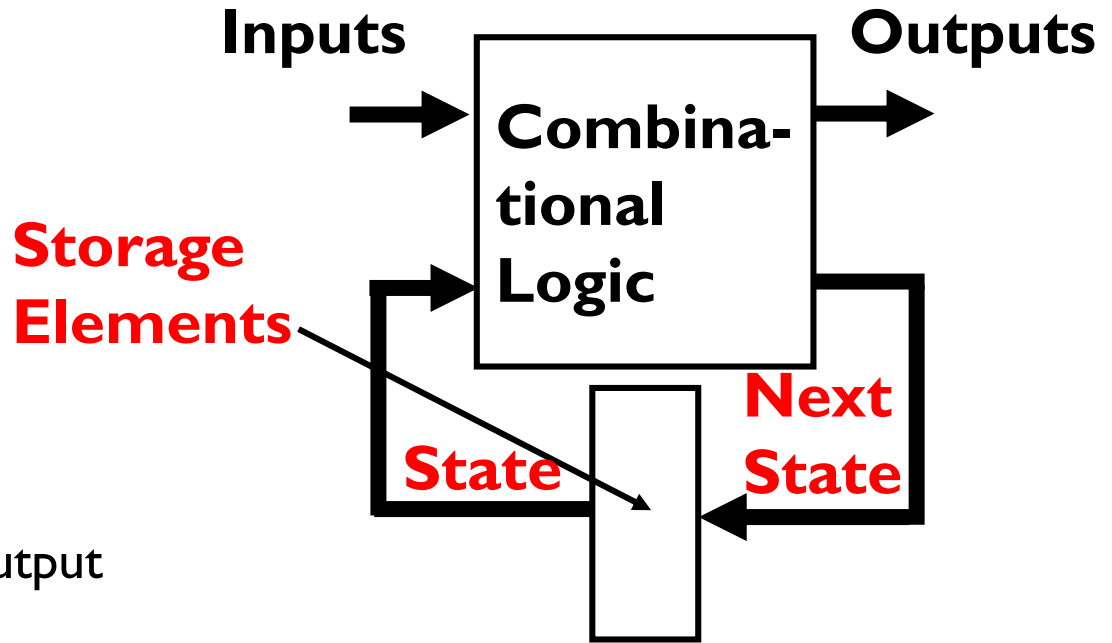 Inputs
Outputs
Combina-
tional
Logic
Storage
Elements
Next
State
State
utput